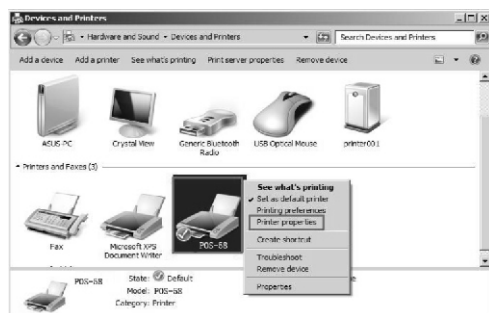 Devices and Printers
Hardware and Sound • Devices and Printers
Search Devices and Printers
Add a device Add a printer See what's printing Print server properties Remove device
ASUS-PC Crystal View Generic Bluetooth Radio USB Optical Mouse printer001
Printers and Faxes (3)
Fax Microsoft XPS Document Writer POS-58
See what's printing
Set as default printer
Printing preferences
Printer properties
Create shortcut
Troubleshoot
Remove device
Properties
POS-58 State: Default
Model: POS-58
Category: Printer